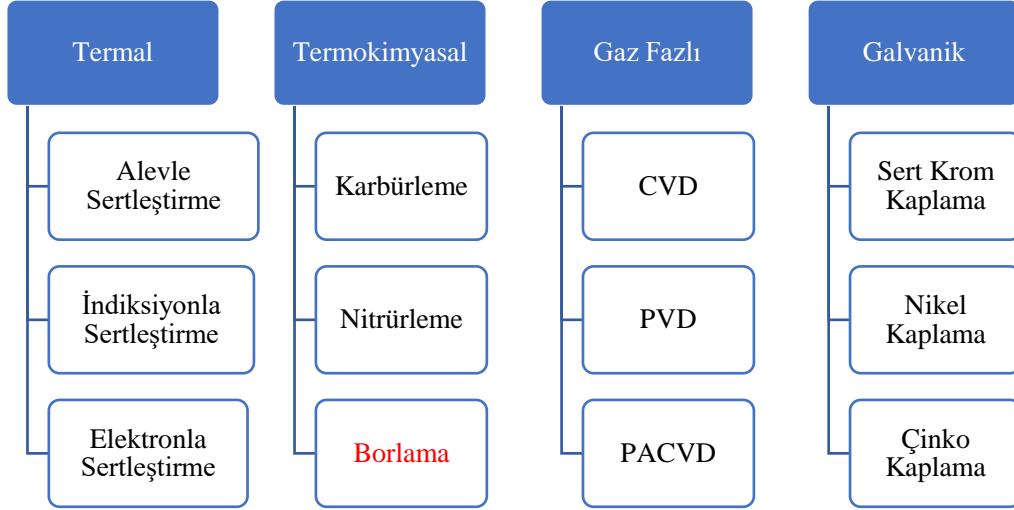 Termal
Alevle
Sertleştirme
İndiksiyonla
Sertleştirme
Elektronla
Sertleştirme
Termokimyasal
Karbürleme
Nitrürleme
Borlama
Gaz Fazlı
CVD
PVD
PACVD
Galvanik
Sert Krom
Kaplama
Nikel
Kaplama
Çinko
Kaplama